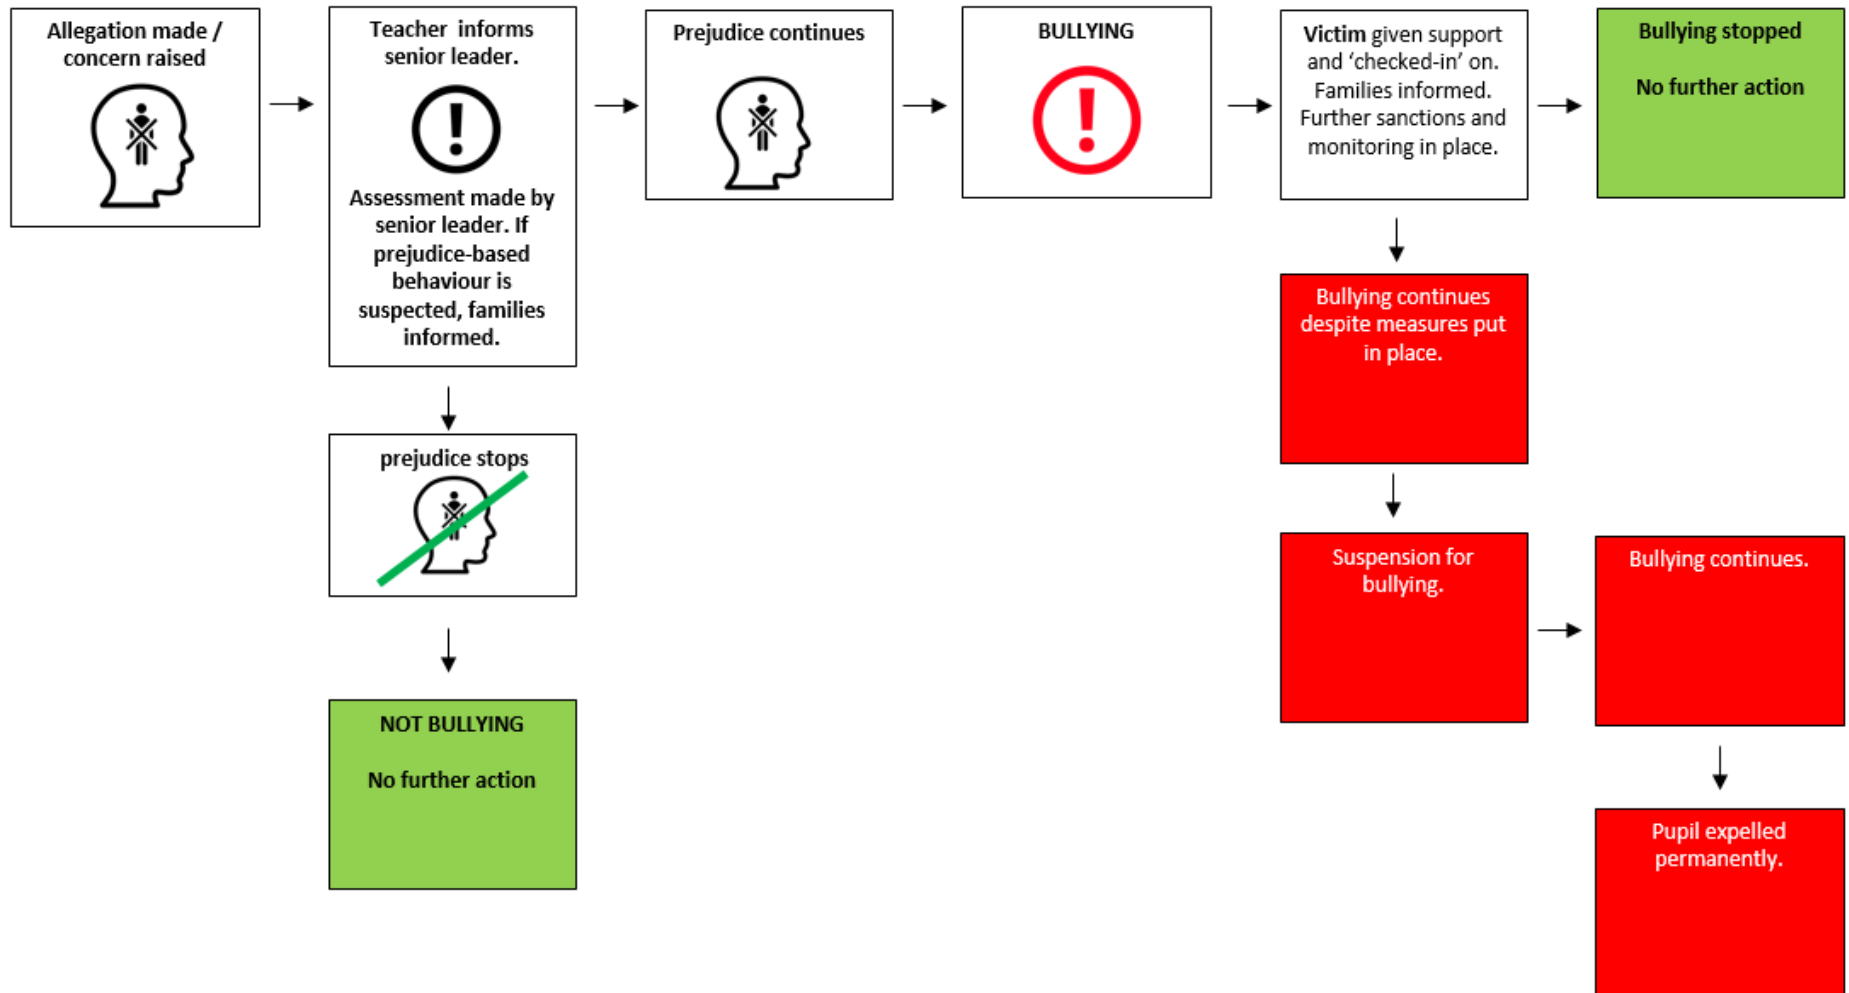 Allegation made /
concern raised
Teacher informs
senior leader.
Assessment made by
senior leader. If
prejudice-based
behaviour is
suspected, families
informed.
Prejudice continues
BULLYING
Victim given support
and ‘checked-in’ on.
Families informed.
Further sanctions and
monitoring in place.
Bullying stopped
No further action
prejudice stops
NOT BULLYING
No further action
Bullying continues
despite measures put
in place.
Suspension for
bullying.
Bullying continues.
Pupil expelled
permanently.